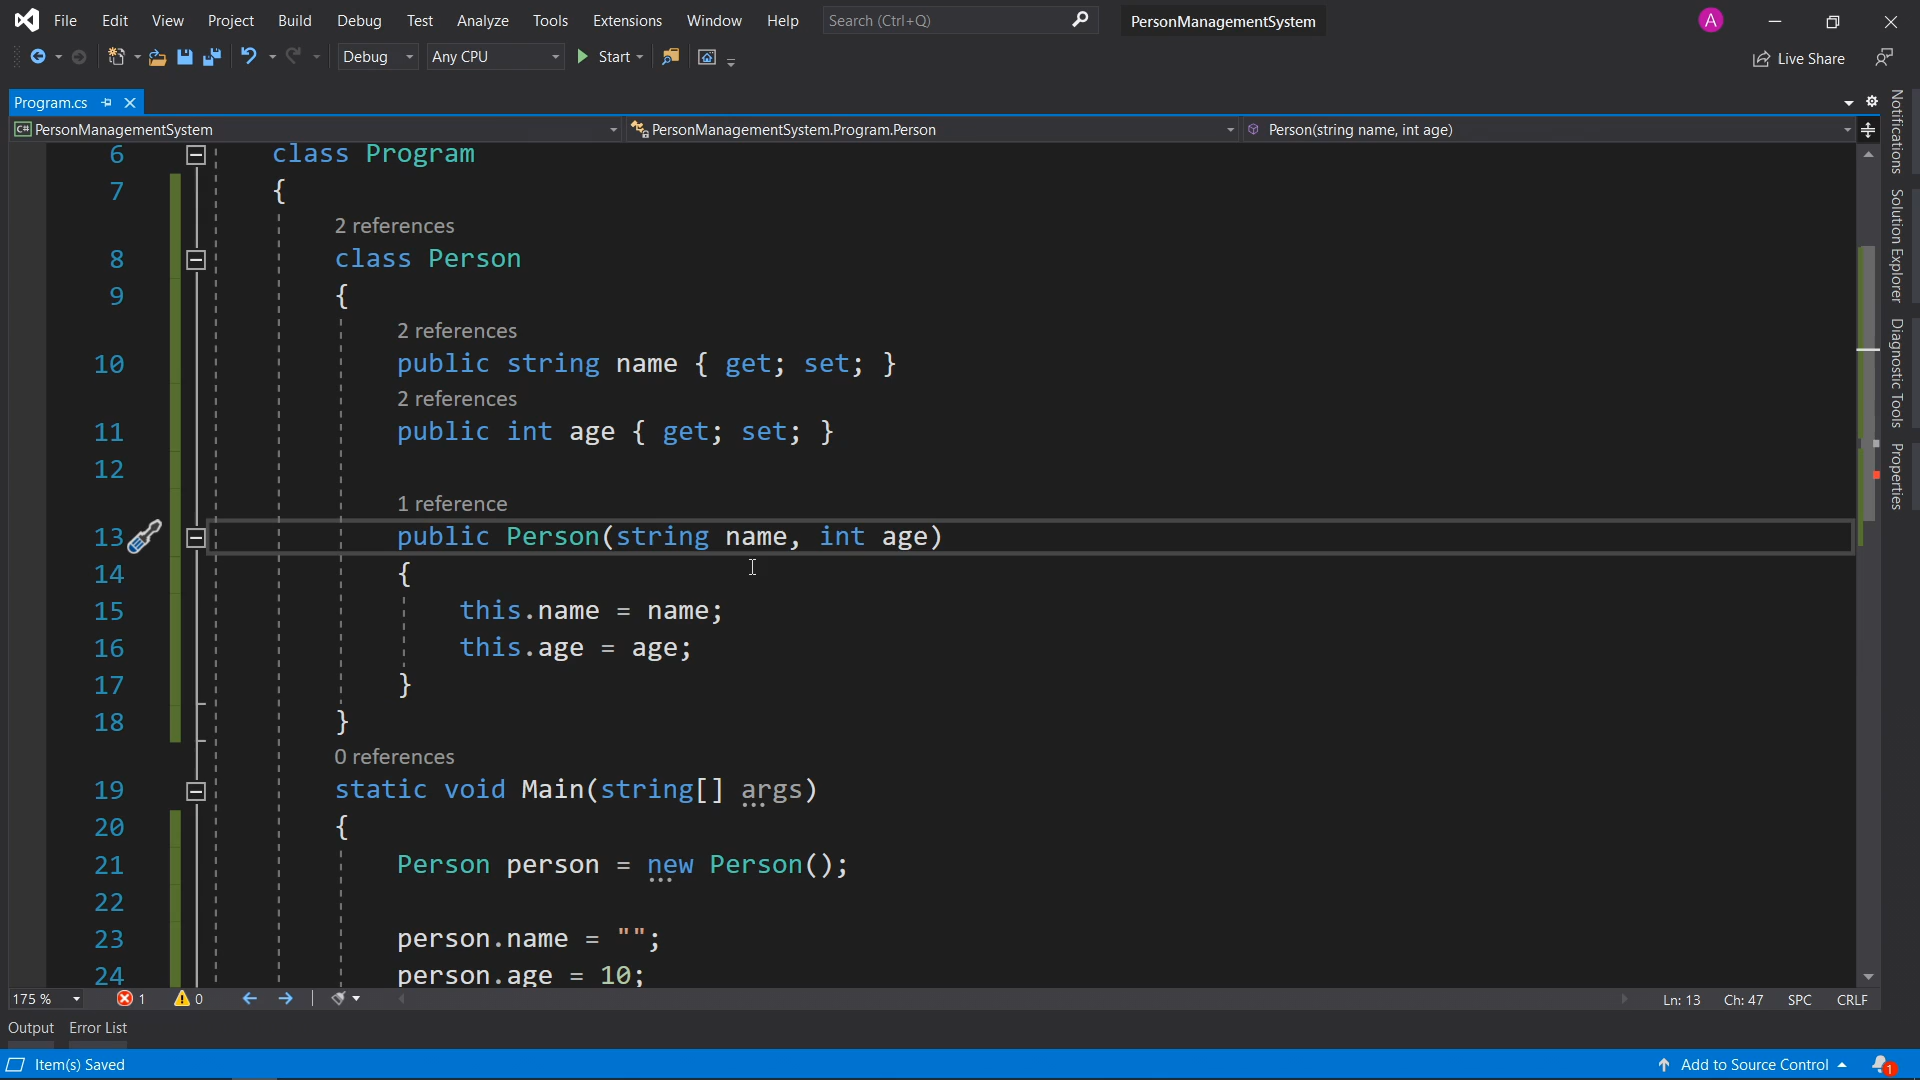 File Edit View Project Build Debug Test Analyze Tools Extensions Window Help Search (Ctrl+Q) PersonManagementSystem A
Debug Any CPU Start Live Share
Program.cs
C# PersonManagementSystem PersonManagementSystem.Program.Person Person(string name, int age)
6 class Program
7 {
2 references
8 class Person
9 {
2 references
10 public string name { get; set; }
2 references
11 public int age { get; set; }
12
1 reference
13 public Person(string name, int age)
14 {
15 this.name = name;
16 this.age = age;
17 }
18 }
0 references
19 static void Main(string[] args)
20 {
21 Person person = new Person();
22
23 person.name = "";
24 person.age = 10;
175 % 1 0 Ln: 13 Ch: 47 SPC CRLF
Output Error List
Item(s) Saved Add to Source Control 1
Notifications
Solution Explorer
Diagnostic Tools
Properties